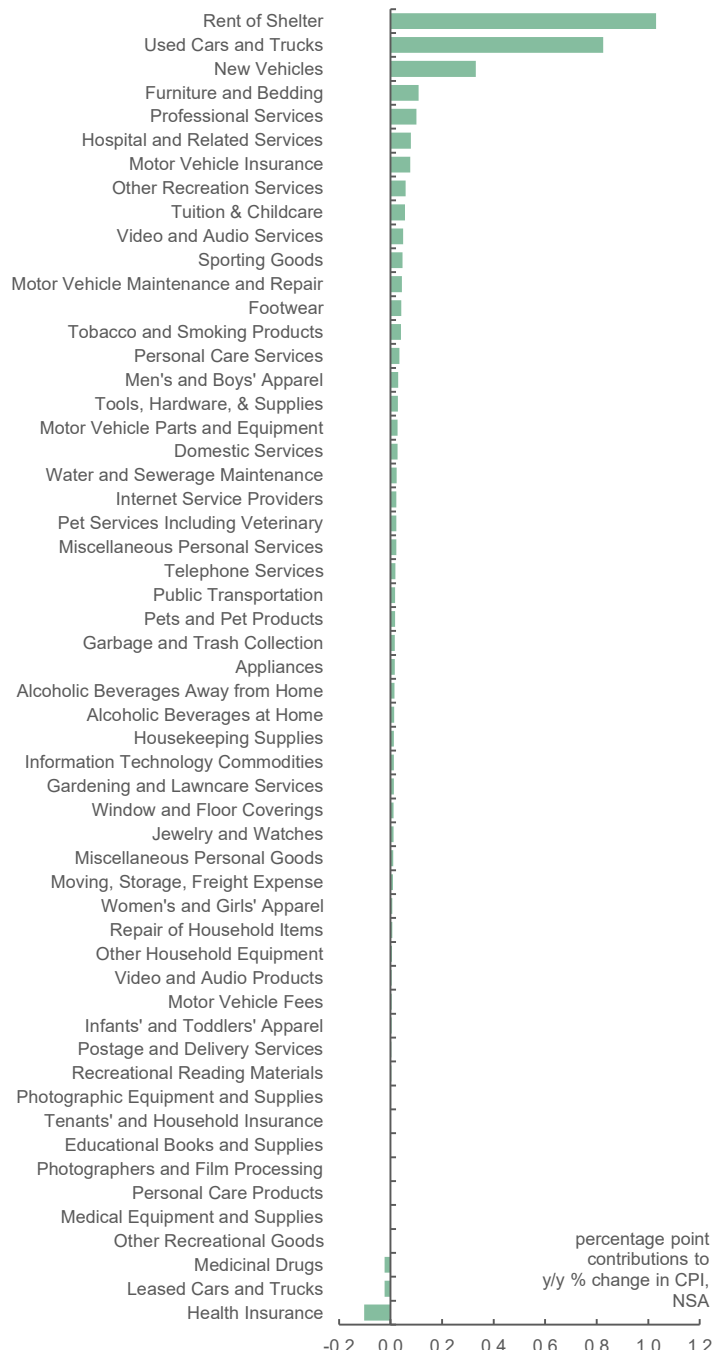 Rent of Shelter
Used Cars and Trucks
New Vehicles
Furniture and Bedding
Professional Services
Hospital and Related Services
Motor Vehicle Insurance
Other Recreation Services
Tuition & Childcare
Video and Audio Services
Sporting Goods
Motor Vehicle Maintenance and Repair
Footwear
Tobacco and Smoking Products
Personal Care Services
Men's and Boys' Apparel
Tools, Hardware, & Supplies
Motor Vehicle Parts and Equipment
Domestic Services
Water and Sewerage Maintenance
Internet Service Providers
Pet Services Including Veterinary
Miscellaneous Personal Services
Telephone Services
Public Transportation
Pets and Pet Products
Garbage and Trash Collection
Appliances
Alcoholic Beverages Away from Home
Alcoholic Beverages at Home
Housekeeping Supplies
Information Technology Commodities
Gardening and Lawncare Services
Window and Floor Coverings
Jewelry and Watches
Miscellaneous Personal Goods
Moving, Storage, Freight Expense
Women's and Girls' Apparel
Repair of Household Items
Other Household Equipment
Video and Audio Products
Motor Vehicle Fees
Infants' and Toddlers' Apparel
Postage and Delivery Services
Recreational Reading Materials
Photographic Equipment and Supplies
Tenants' and Household Insurance
Educational Books and Supplies
Photographers and Film Processing
Personal Care Products
Medical Equipment and Supplies
Other Recreational Goods
Medicinal Drugs
Leased Cars and Trucks
Health Insurance
percentage point
contributions to
y/y % change in CPI,
NSA
-0.2 0.0 0.2 0.4 0.6 0.8 1.0 1.2